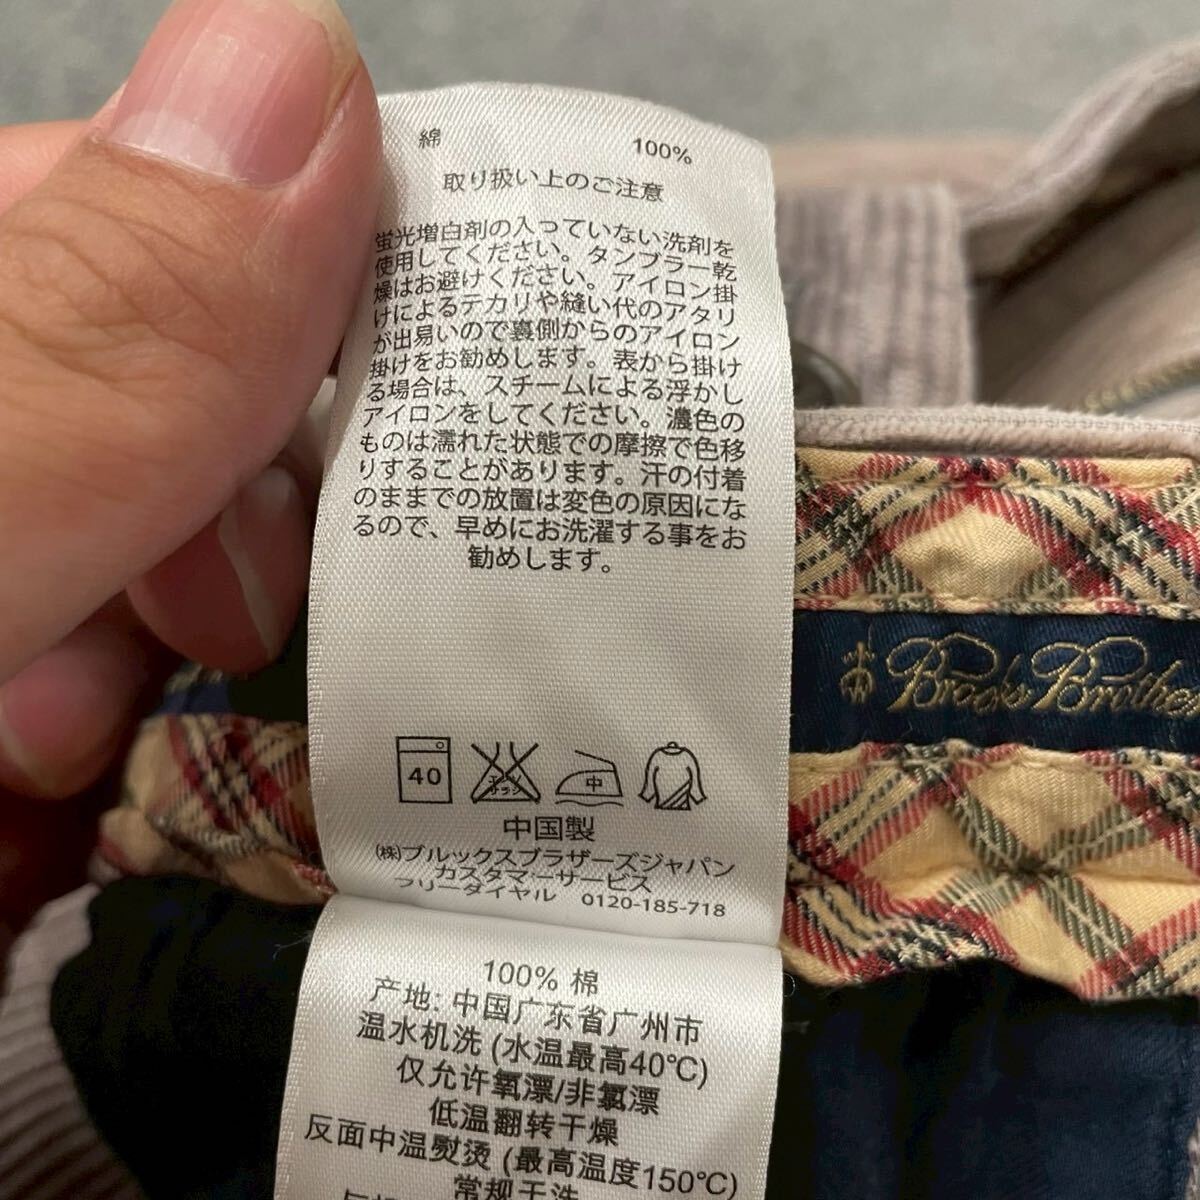 綿 100%
取り扱い上のご注意
蛍光増白剤の入っていない洗剤を
使用してください。タンブラー乾
燥はお避けください。アイロン掛
けによるテカリや縫い代のアタリ
が出易いので裏側からのアイロン
掛けをお勧めします。表から掛け
る場合は、スチームによる浮かし
アイロンをしてください。濃色の
ものは濡れた状態での摩擦で色移
りすることがあります。汗の付着
のままでの放置は変色の原因にな
るので、早めにお洗濯する事をお
勧めします。
40 エンソ サラシ 中
中国製
㈱ブルックスブラザーズジャパン
カスタマーサービス
フリーダイヤル 0120-185-718
Brooks Brothe
100% 棉
产地: 中国广东省广州市
温水机洗 (水温最高40℃)
仅允许氧漂/非氯漂
低温翻转干燥
反面中温熨烫 (最高温度150℃)
常规干洗